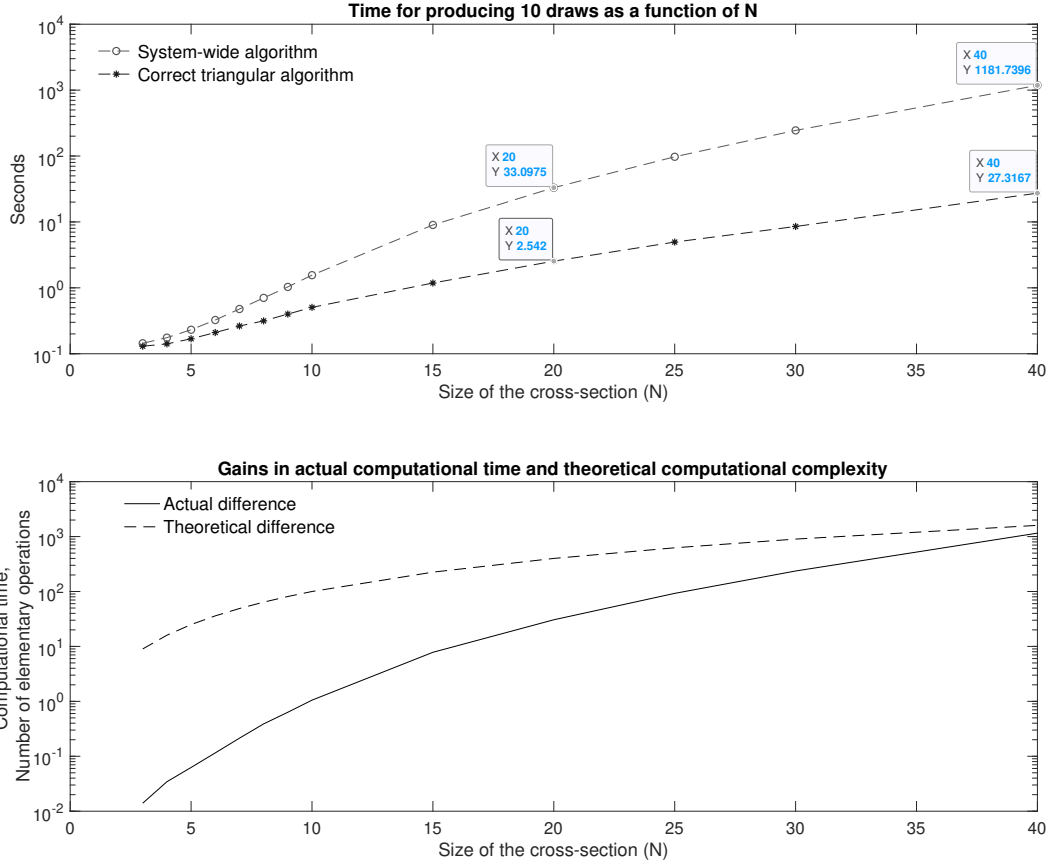 Time for producing 10 draws as a function of N
10^4
10^3
10^2
10^1
10^0
10^-1
Seconds
System-wide algorithm
Correct triangular algorithm
X 20
Y 33.0975
X 20
Y 2.542
X 40
Y 1181.7396
X 40
Y 27.3167
0 5 10 15 20 25 30 35 40
Size of the cross-section (N)
Gains in actual computational time and theoretical computational complexity
10^4
10^3
10^2
10^1
10^0
10^-1
10^-2
Computational time,
Number of elementary operations
Actual difference
Theoretical difference
0 5 10 15 20 25 30 35 40
Size of the cross-section (N)